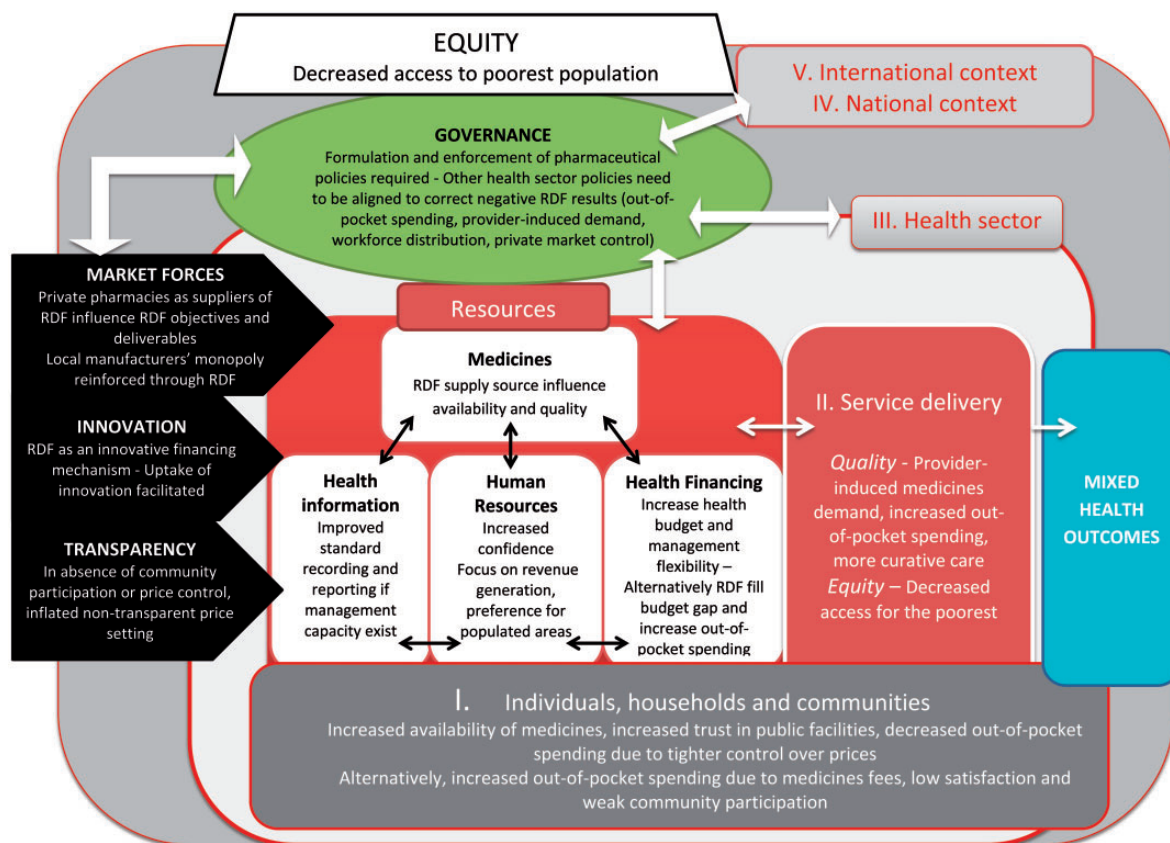 EQUITY
Decreased access to poorest population
V. International context
IV. National context
GOVERNANCE
Formulation and enforcement of pharmaceutical
policies required - Other health sector policies need
to be aligned to correct negative RDF results (out-of-
pocket spending, provider-induced demand,
workforce distribution, private market control)
III. Health sector
MARKET FORCES
Private pharmacies as suppliers of
RDF influence RDF objectives and
deliverables
Local manufacturers’ monopoly
reinforced through RDF
INNOVATION
RDF as an innovative financing
mechanism - Uptake of
innovation facilitated
TRANSPARENCY
In absence of community
participation or price control,
inflated non-transparent price
setting
Resources
Medicines
RDF supply source influence
availability and quality
Health
information
Improved
standard
recording and
reporting if
management
capacity exist
Human
Resources
Increased
confidence
Focus on revenue
generation,
preference for
populated areas
Health Financing
Increase health
budget and
management
flexibility –
Alternatively RDF fill
budget gap and
increase out-of-
pocket spending
II. Service delivery
Quality - Provider-
induced medicines
demand, increased out-
of-pocket spending,
more curative care
Equity – Decreased
access for the poorest
MIXED
HEALTH
OUTCOMES
I. Individuals, households and communities
Increased availability of medicines, increased trust in public facilities, decreased out-of-pocket
spending due to tighter control over prices
Alternatively, increased out-of-pocket spending due to medicines fees, low satisfaction and
weak community participation